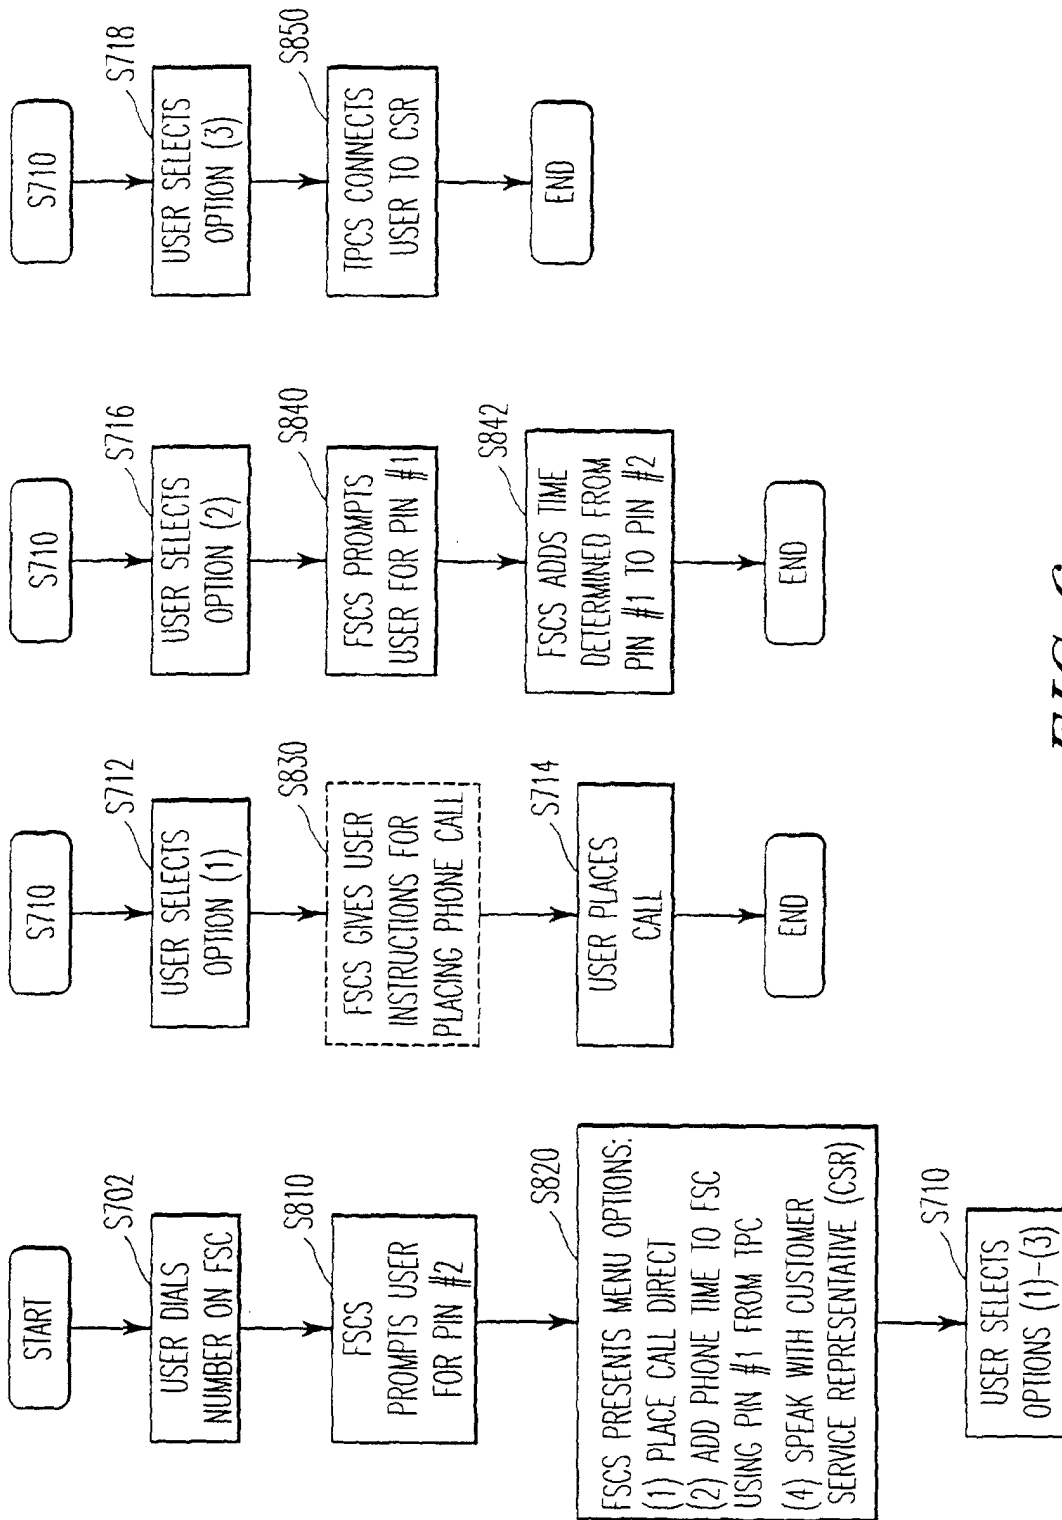 START
S702
USER DIALS
NUMBER ON FSC
S810
FSCS
PROMPTS USER
FOR PIN #2
S820
FSCS PRESENTS MENU OPTIONS:
(1) PLACE CALL DIRECT
(2) ADD PHONE TIME TO FSC
USING PIN #1 FROM TPC
(4) SPEAK WITH CUSTOMER
SERVICE REPRESENTATIVE (CSR)
S710
USER SELECTS
OPTIONS (1)-(3)
S710
S712
USER SELECTS
OPTION (1)
S830
FSCS GIVES USER
INSTRUCTIONS FOR
PLACING PHONE CALL
S714
USER PLACES
CALL
END
S710
S716
USER SELECTS
OPTION (2)
S840
FSCS PROMPTS
USER FOR PIN #1
S842
FSCS ADDS TIME
DETERMINED FROM
PIN #1 TO PIN #2
END
S710
S718
USER SELECTS
OPTION (3)
S850
TPCS CONNECTS
USER TO CSR
END